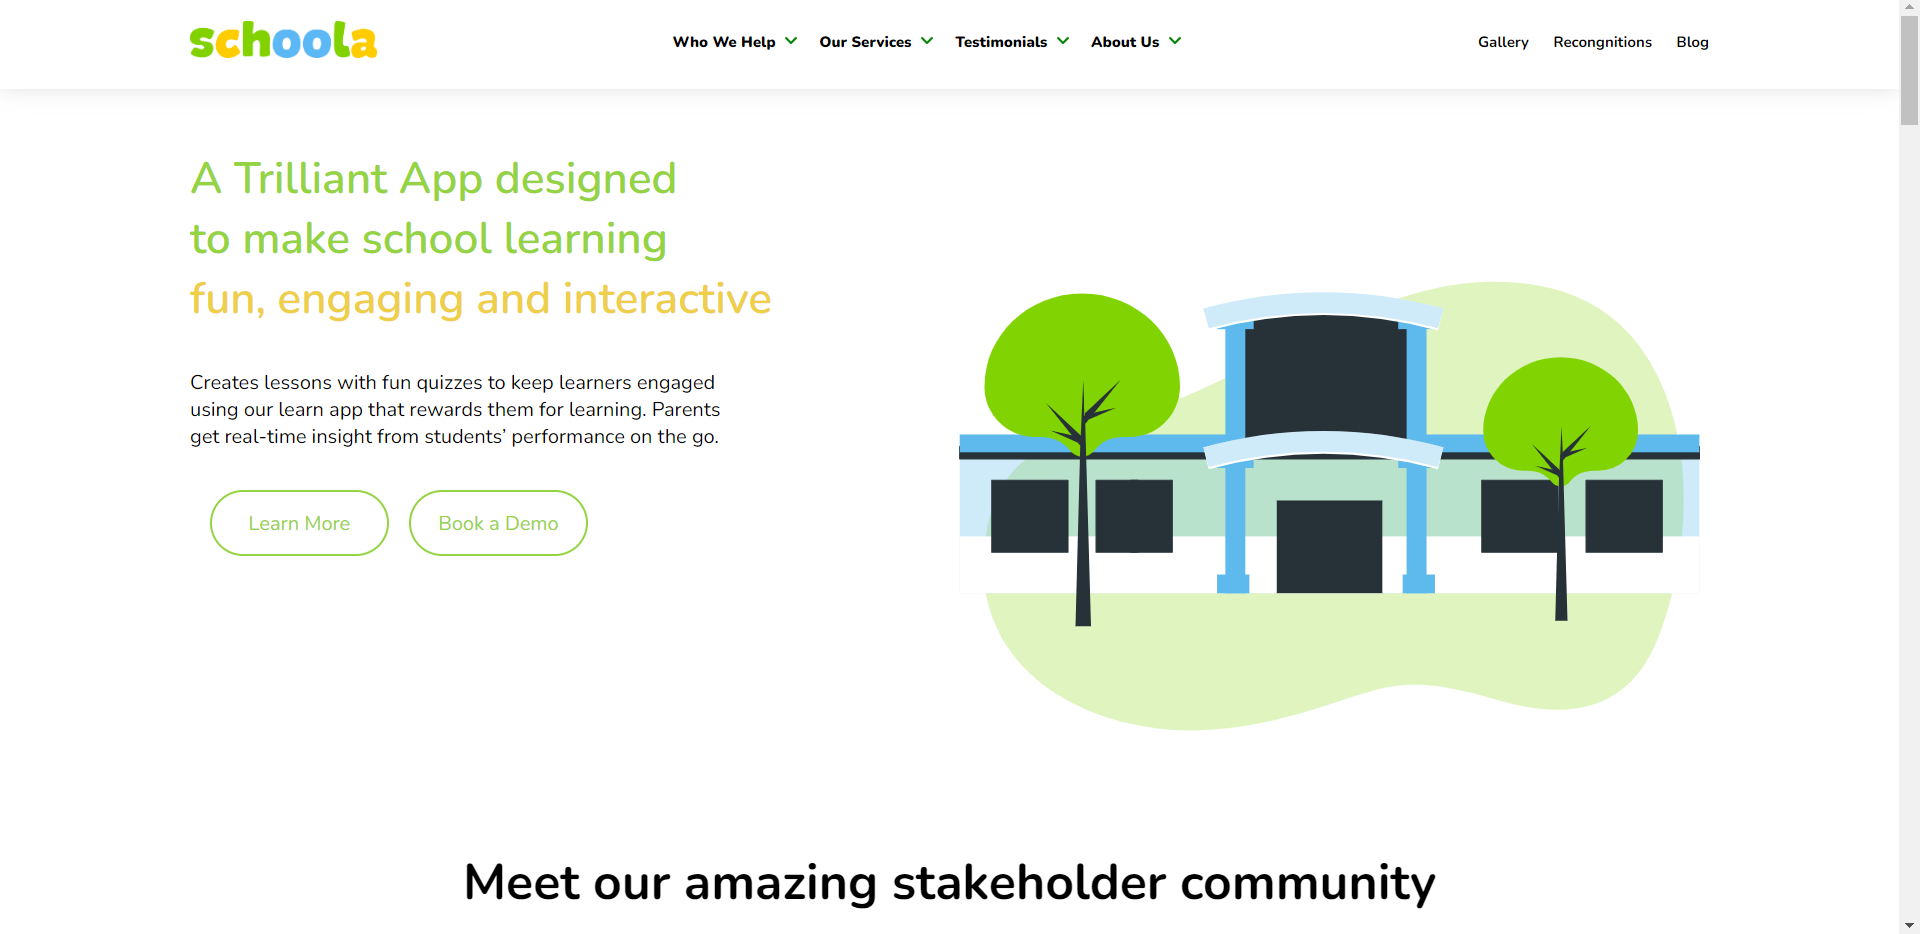 schoola
Who We Help Our Services Testimonials About Us Gallery Recongnitions Blog
A Trilliant App designed
to make school learning
fun, engaging and interactive
Creates lessons with fun quizzes to keep learners engaged
using our learn app that rewards them for learning. Parents
get real-time insight from students’ performance on the go.
Learn More Book a Demo
Meet our amazing stakeholder community